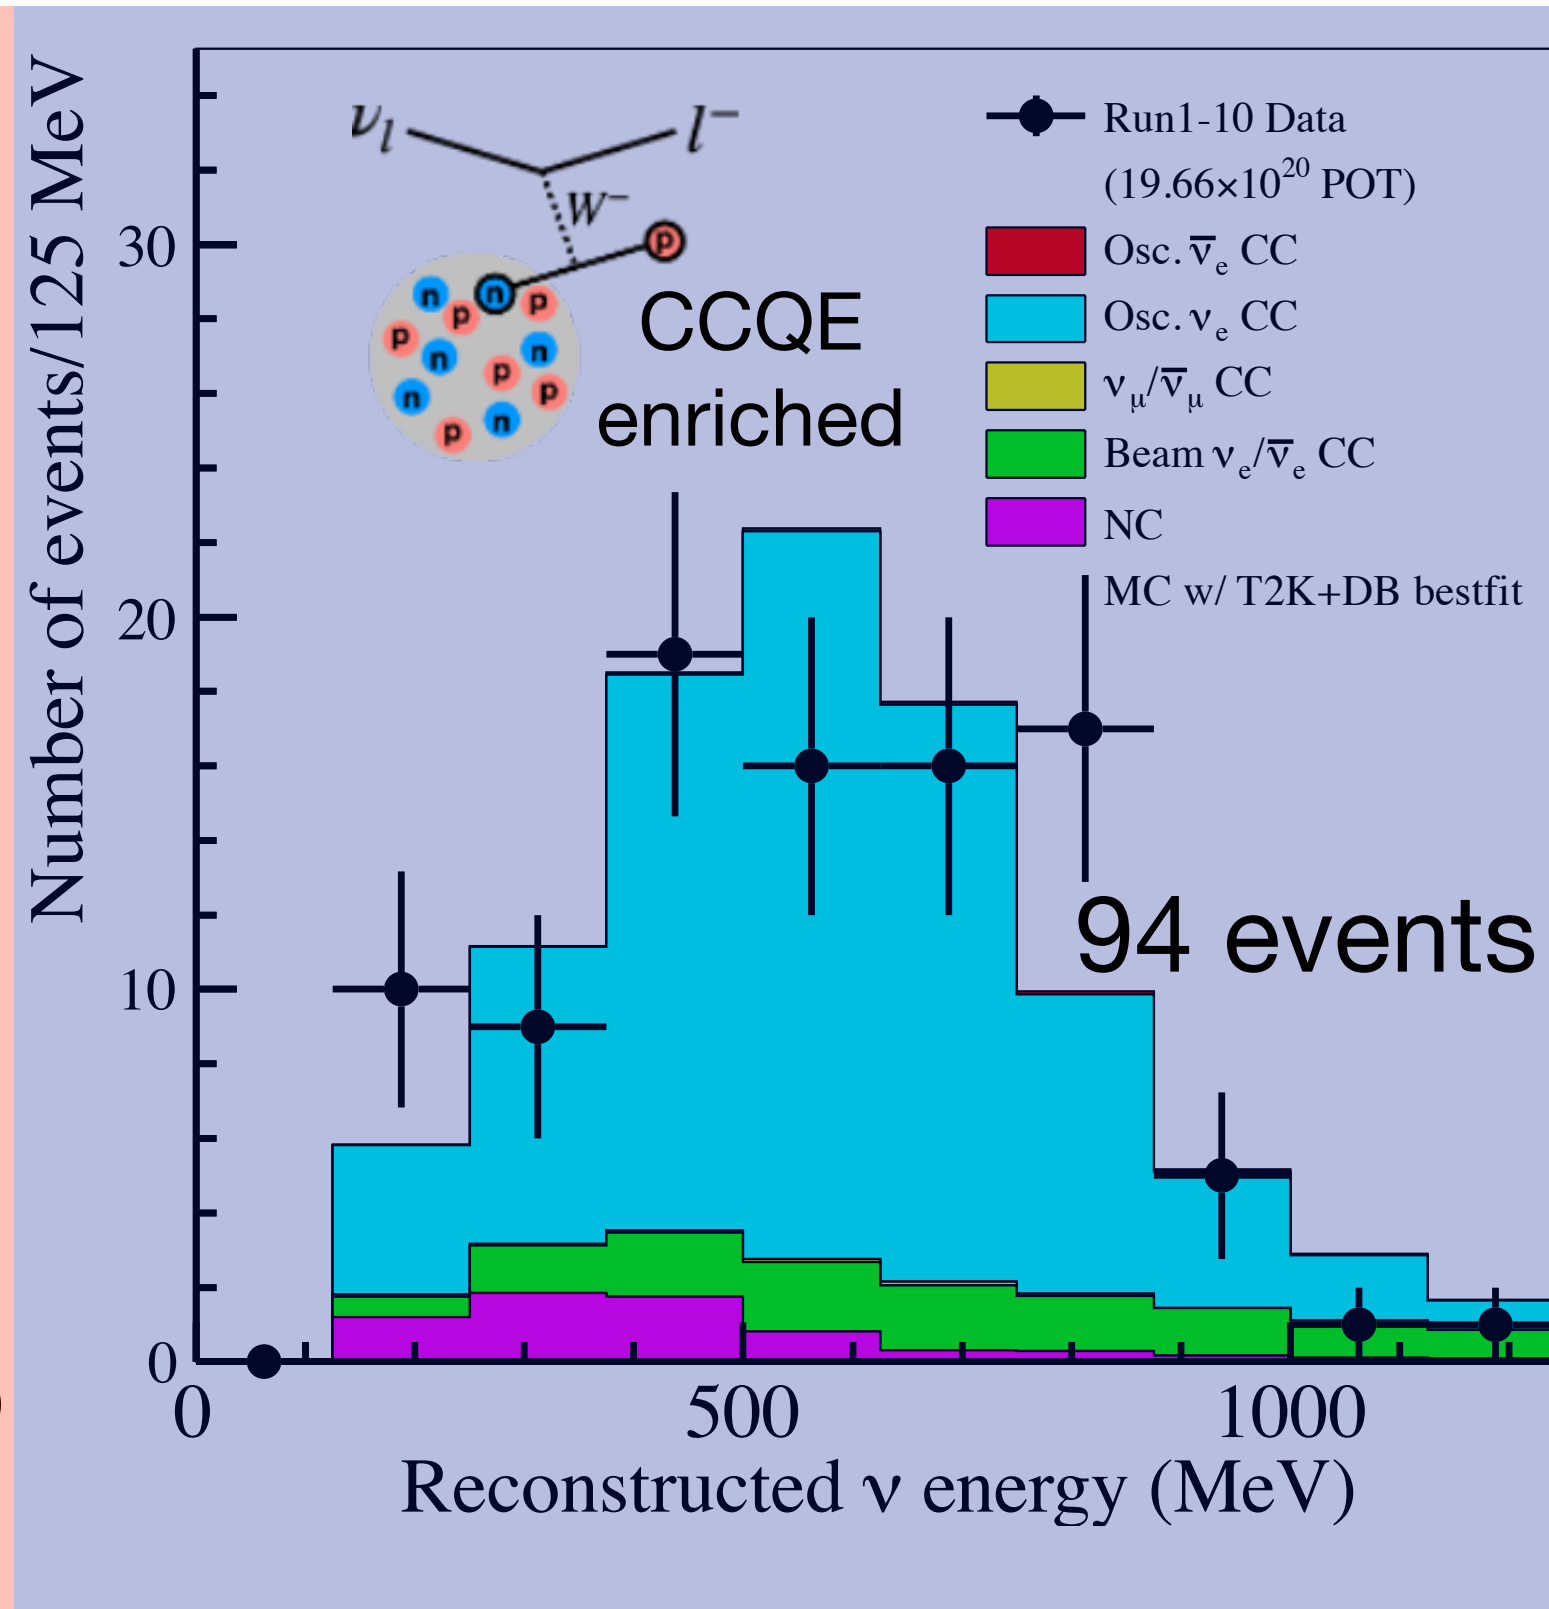 Number of events/125 MeV
30
20
10
0
ν_l l⁻
W⁻
p
n n p
p
p n n
p
n p
n
p
CCQE
enriched
Run1-10 Data
(19.66×10²⁰ POT)
Osc. ν̅_e CC
Osc. ν_e CC
ν_μ/ν̅_μ CC
Beam ν_e/ν̅_e CC
NC
MC w/ T2K+DB bestfit
94 events
0 500 1000
Reconstructed ν energy (MeV)